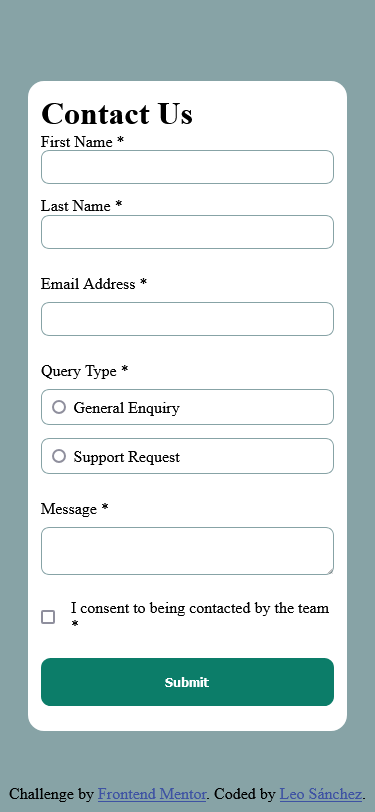 Contact Us
First Name *
Last Name *
Email Address *
Query Type *
General Enquiry
Support Request
Message *
I consent to being contacted by the team
*
Submit
Challenge by Frontend Mentor. Coded by Leo Sánchez.